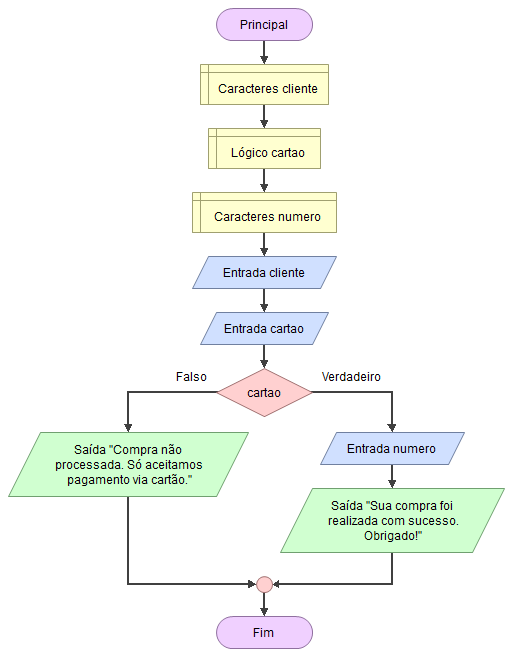 Principal
Caracteres cliente
Lógico cartao
Caracteres numero
Entrada cliente
Entrada cartao
cartao
Falso
Verdadeiro
Saída "Compra não
processada. Só aceitamos
pagamento via cartão."
Entrada numero
Saída "Sua compra foi
realizada com sucesso.
Obrigado!"
Fim